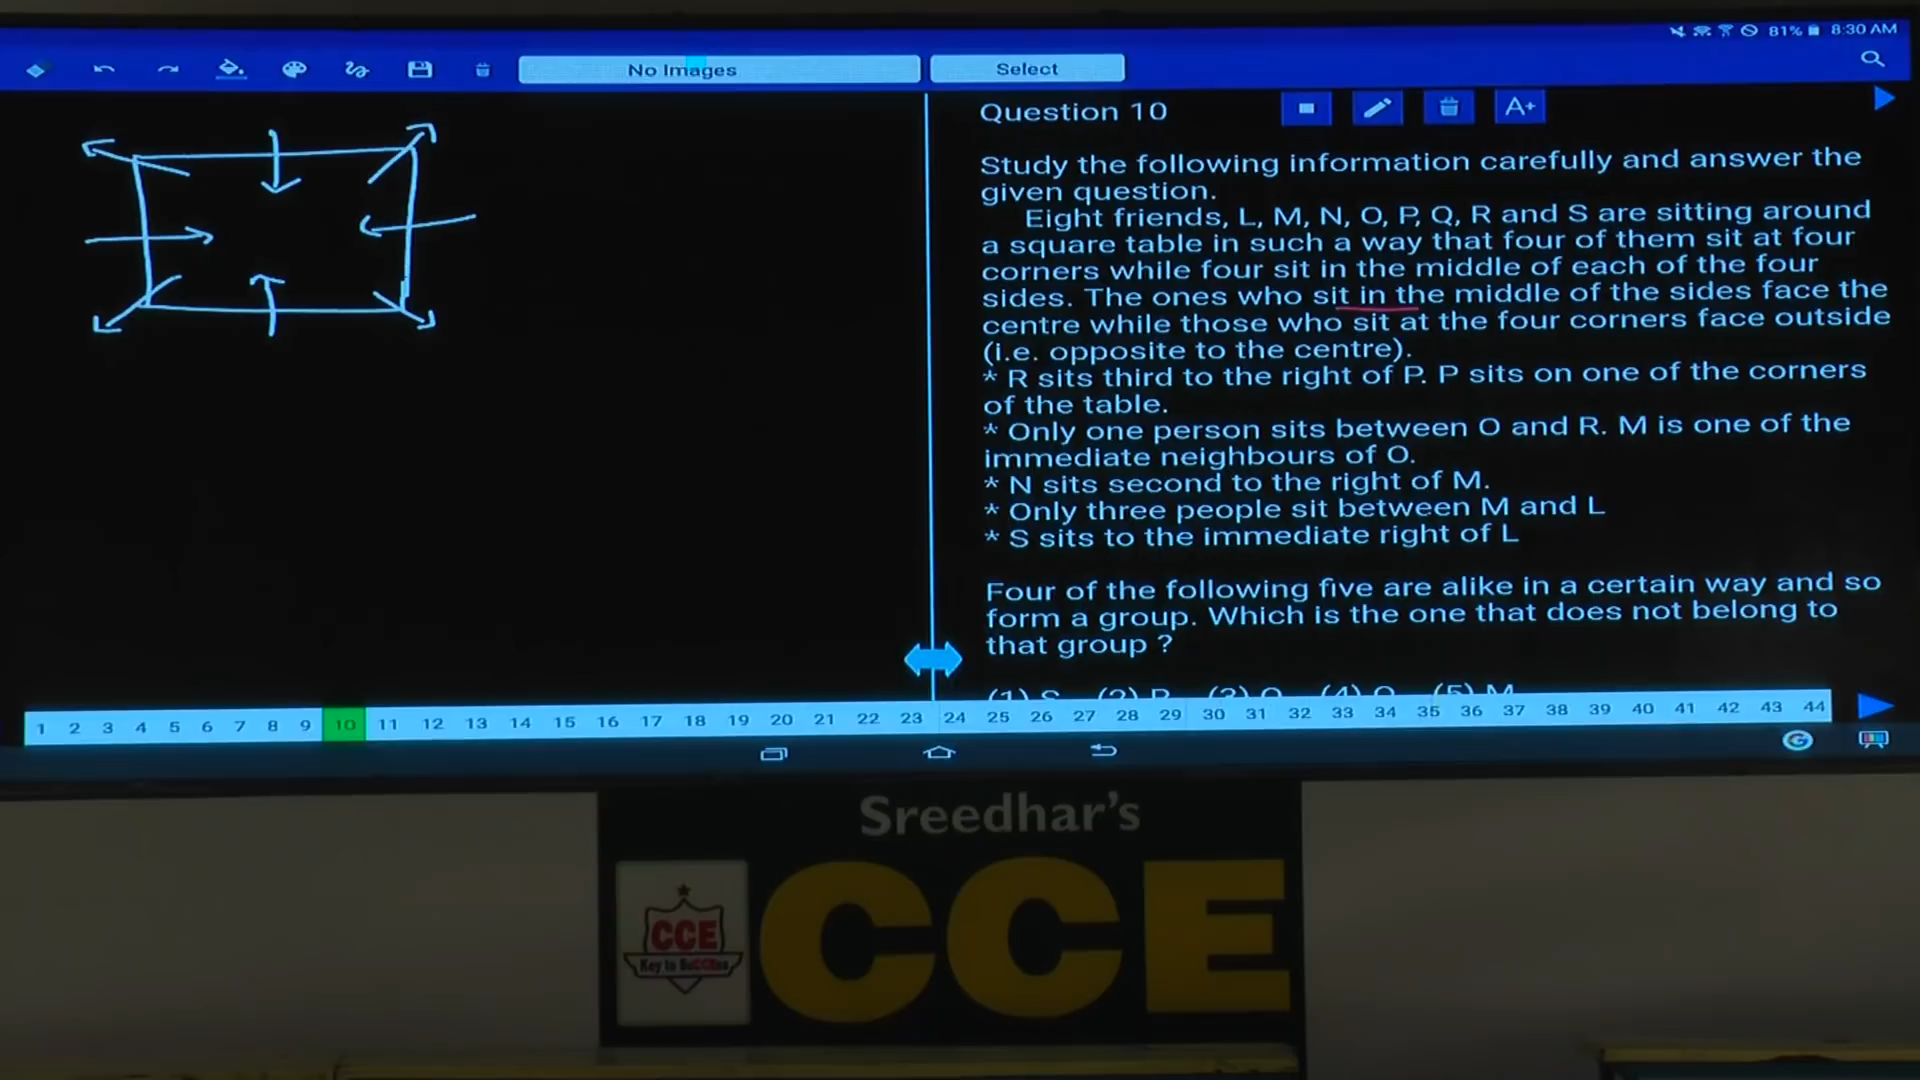 81% 8:30 AM
No Images
Select
Question 10
A+
Study the following information carefully and answer the
given question.
Eight friends, L, M, N, O, P, Q, R and S are sitting around
a square table in such a way that four of them sit at four
corners while four sit in the middle of each of the four
sides. The ones who sit in the middle of the sides face the
centre while those who sit at the four corners face outside
(i.e. opposite to the centre).
* R sits third to the right of P. P sits on one of the corners
of the table.
* Only one person sits between O and R. M is one of the
immediate neighbours of O.
* N sits second to the right of M.
* Only three people sit between M and L
* S sits to the immediate right of L
Four of the following five are alike in a certain way and so
form a group. Which is the one that does not belong to
that group ?
1 2 3 4 5 6 7 8 9 10 11 12 13 14 15 16 17 18 19 20 21 22 23 24 25 26 27 28 29 30 31 32 33 34 35 36 37 38 39 40 41 42 43 44
Sreedhar's
CCE
CCE
Key to Success